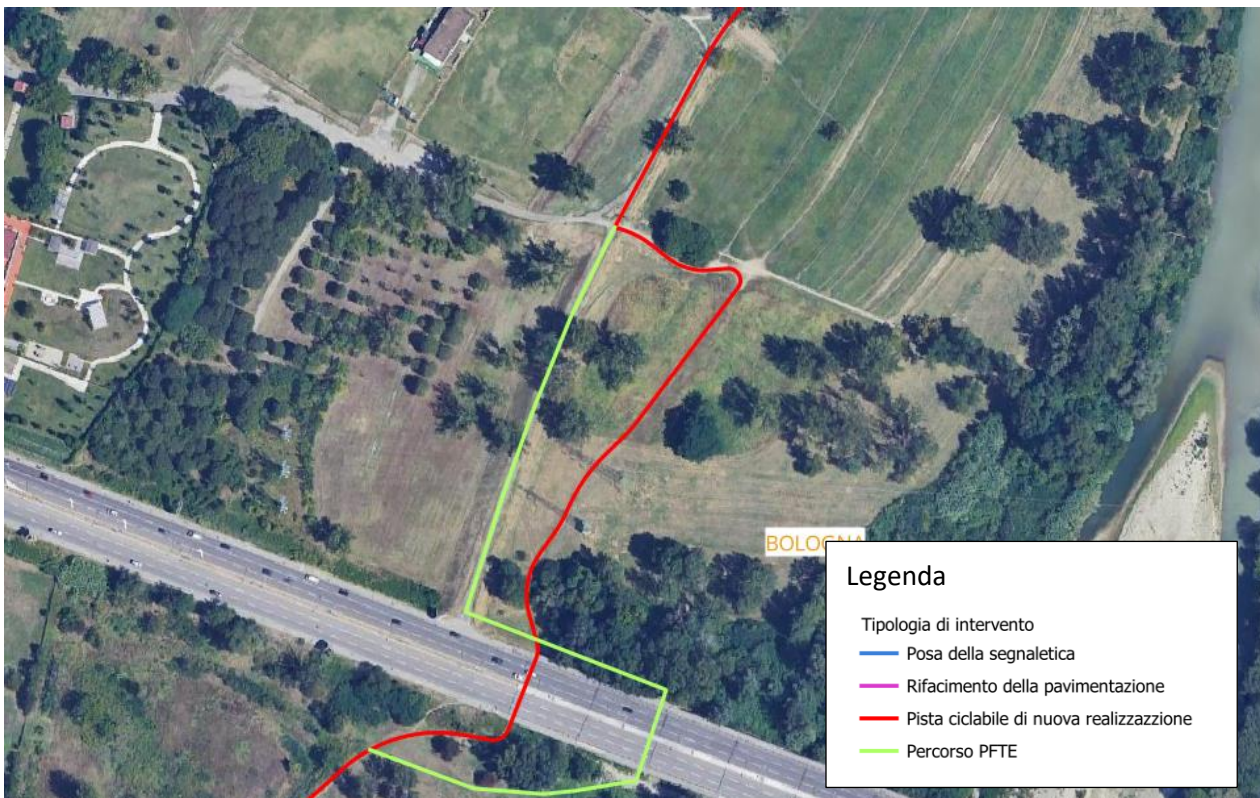 BOLOGNA
Legenda
Tipologia di intervento
Posa della segnaletica
Rifacimento della pavimentazione
Pista ciclabile di nuova realizzazzione
Percorso PFTE